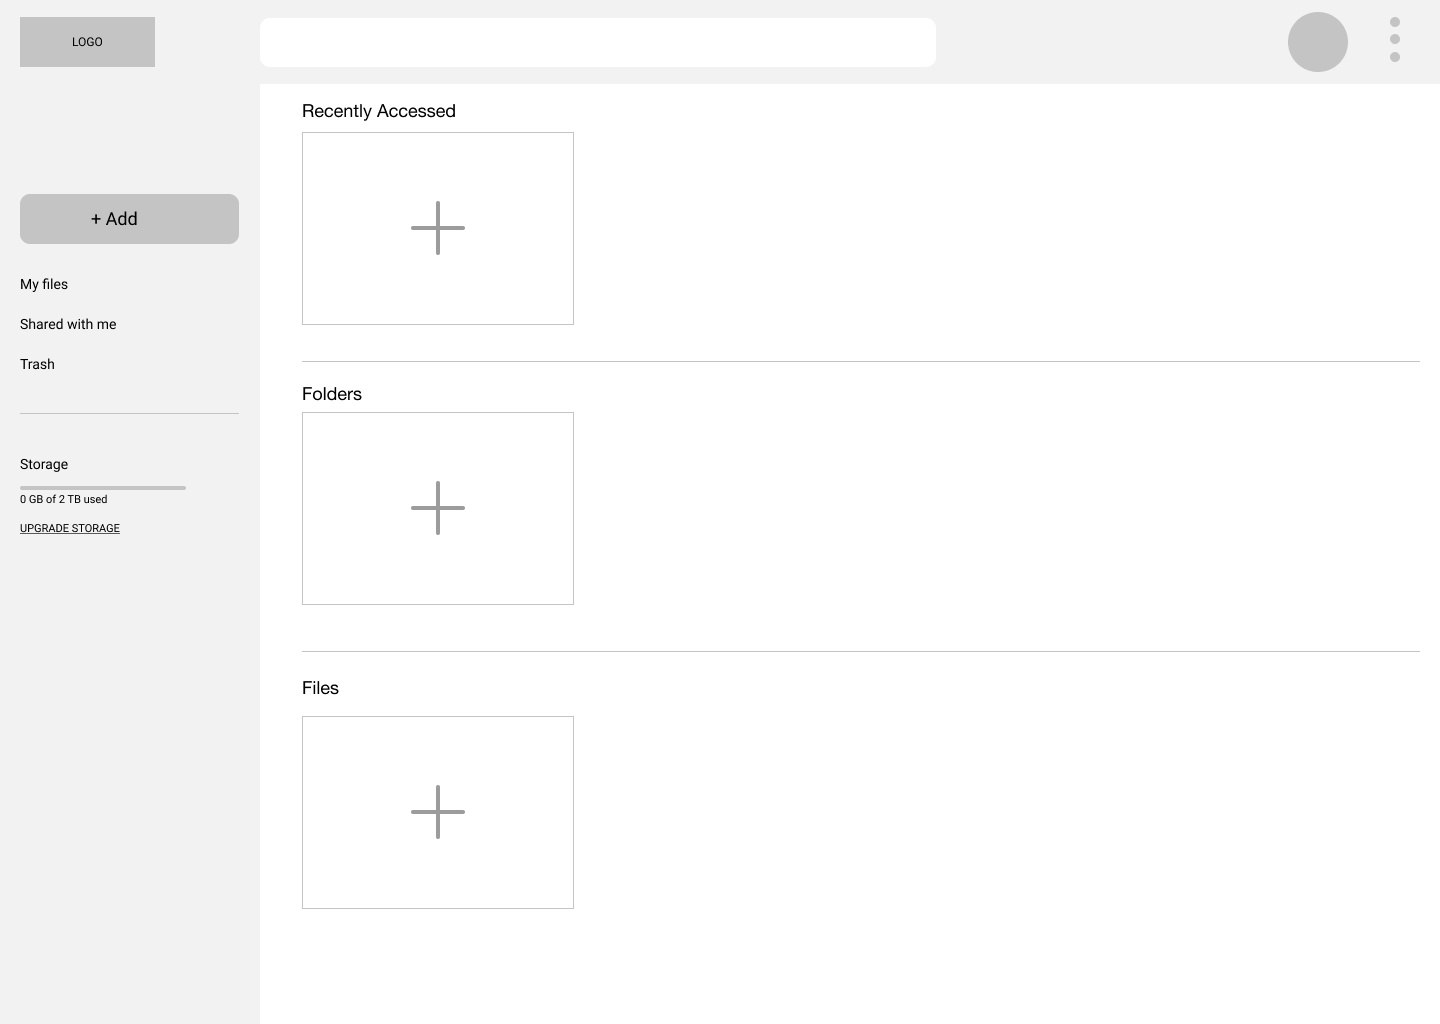 LOGO
+ Add
My files
Shared with me
Trash
Storage
0 GB of 2 TB used
UPGRADE STORAGE
Recently Accessed
Folders
Files